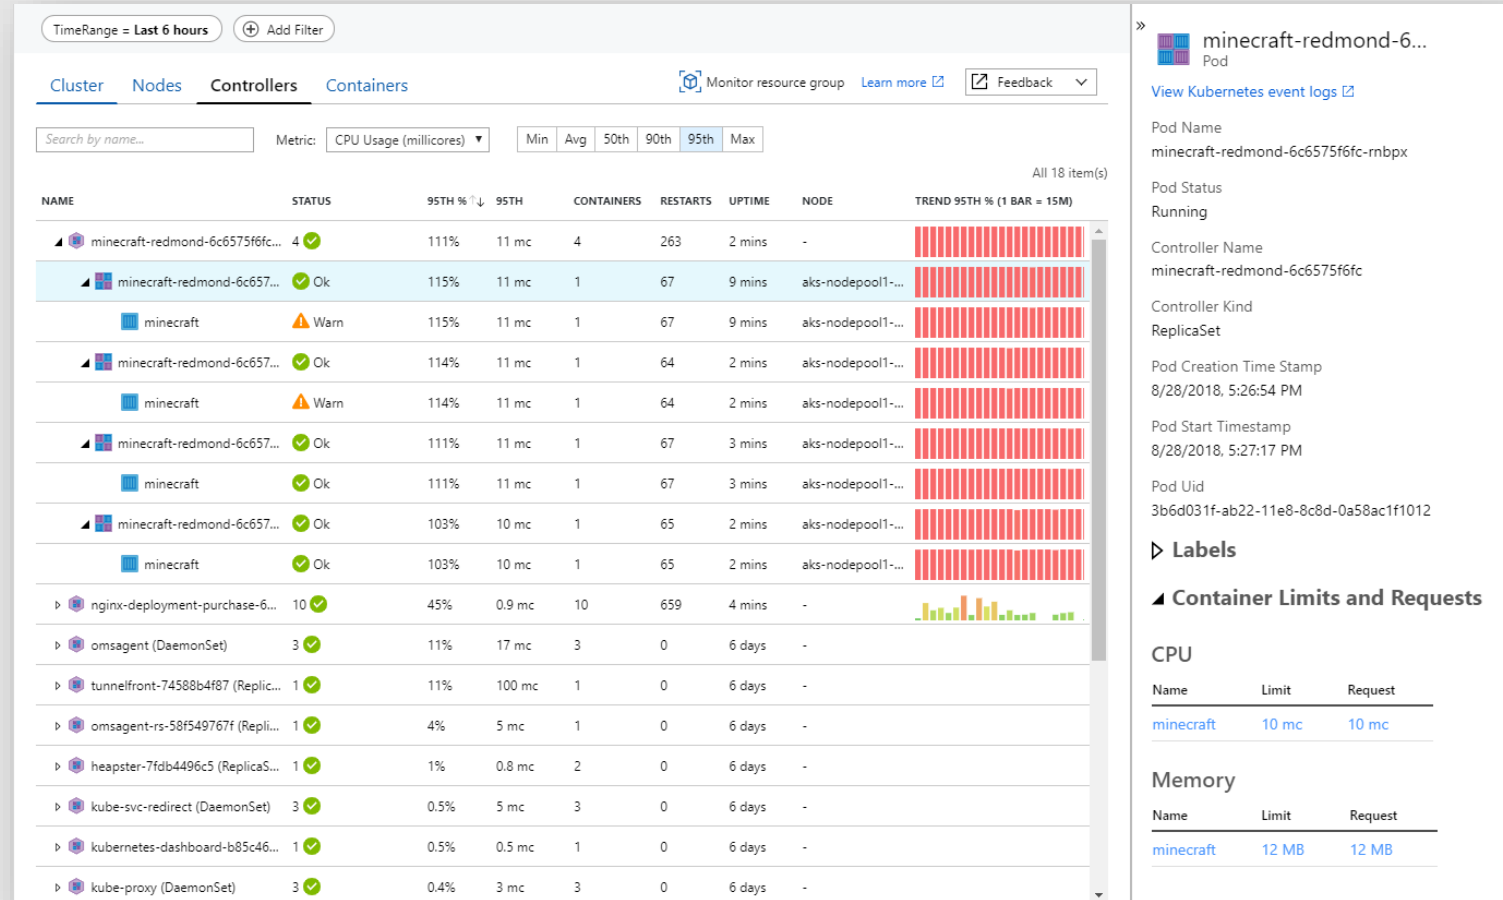 TimeRange = Last 6 hours
Add Filter
Cluster Nodes Controllers Containers
Monitor resource group Learn more Feedback
Search by name... Metric: CPU Usage (millicores) Min Avg 50th 90th 95th Max
All 18 item(s)
NAME STATUS 95TH % 95TH CONTAINERS RESTARTS UPTIME NODE TREND 95TH % (1 BAR = 15M)
minecraft-redmond-6c6575f6fc... 4 111% 11 mc 4 263 2 mins -
minecraft-redmond-6c657... Ok 115% 11 mc 1 67 9 mins aks-nodepool1-...
minecraft Warn 115% 11 mc 1 67 9 mins aks-nodepool1-...
minecraft-redmond-6c657... Ok 114% 11 mc 1 64 2 mins aks-nodepool1-...
minecraft Warn 114% 11 mc 1 64 2 mins aks-nodepool1-...
minecraft-redmond-6c657... Ok 111% 11 mc 1 67 3 mins aks-nodepool1-...
minecraft Ok 111% 11 mc 1 67 3 mins aks-nodepool1-...
minecraft-redmond-6c657... Ok 103% 10 mc 1 65 2 mins aks-nodepool1-...
minecraft Ok 103% 10 mc 1 65 2 mins aks-nodepool1-...
nginx-deployment-purchase-6... 10 45% 0.9 mc 10 659 4 mins -
omsagent (DaemonSet) 3 11% 17 mc 3 0 6 days -
tunnelfront-74588b4f87 (Replic... 1 11% 100 mc 1 0 6 days -
omsagent-rs-58f549767f (Repli... 1 4% 5 mc 1 0 6 days -
heapster-7fdb4496c5 (ReplicaS... 1 1% 0.8 mc 2 0 6 days -
kube-svc-redirect (DaemonSet) 3 0.5% 5 mc 3 0 6 days -
kubernetes-dashboard-b85c46... 1 0.5% 0.5 mc 1 0 6 days -
kube-proxy (DaemonSet) 3 0.4% 3 mc 3 0 6 days -
minecraft-redmond-6...
Pod
View Kubernetes event logs
Pod Name
minecraft-redmond-6c6575f6fc-rnbpx
Pod Status
Running
Controller Name
minecraft-redmond-6c6575f6fc
Controller Kind
ReplicaSet
Pod Creation Time Stamp
8/28/2018, 5:26:54 PM
Pod Start Timestamp
8/28/2018, 5:27:17 PM
Pod Uid
3b6d031f-ab22-11e8-8c8d-0a58ac1f1012
Labels
Container Limits and Requests
CPU
Name Limit Request
minecraft 10 mc 10 mc
Memory
Name Limit Request
minecraft 12 MB 12 MB